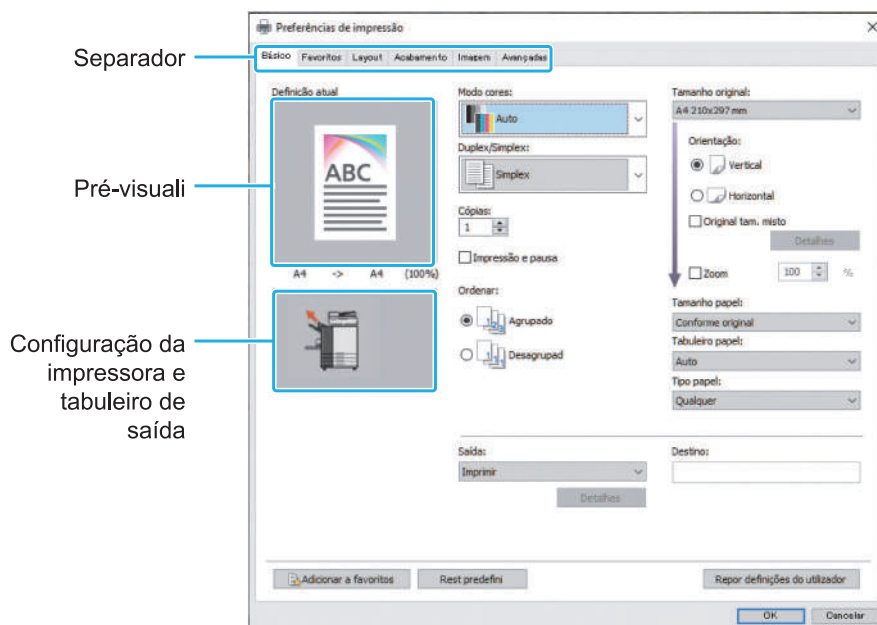 Preferências de impressão
Separador
Básico Favoritos Layout Acabamento Imagem Avançadas
Definição atual
Modo cores:
Tamanho original:
Auto
A4 210x297 mm
Duplex/Simplex:
Orientação:
Simplex
Vertical
Pré-visuali
ABC
Horizontal
Cópias:
1
Original tam. misto
Detalhes
Impressão e pausa
A4 -> A4 (100%)
Zoom 100 %
Ordenar:
Tamanho papel:
Agrupado
Conforme original
Tabuleiro papel:
Desagrupad
Auto
Tipo papel:
Qualquer
Configuração da
impressora e
tabuleiro de
saída
Saída:
Destino:
Imprimir
Detalhes
Adicionar a favoritos
Rest predefini
Repor definições do utilizador
OK
Cancelar